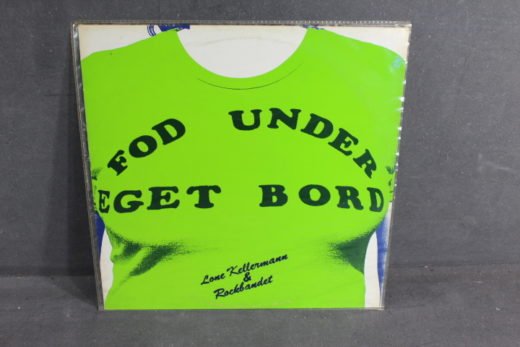 FOD UNDER
EGET BORD
Lone Kellermann
&
Rockbandet